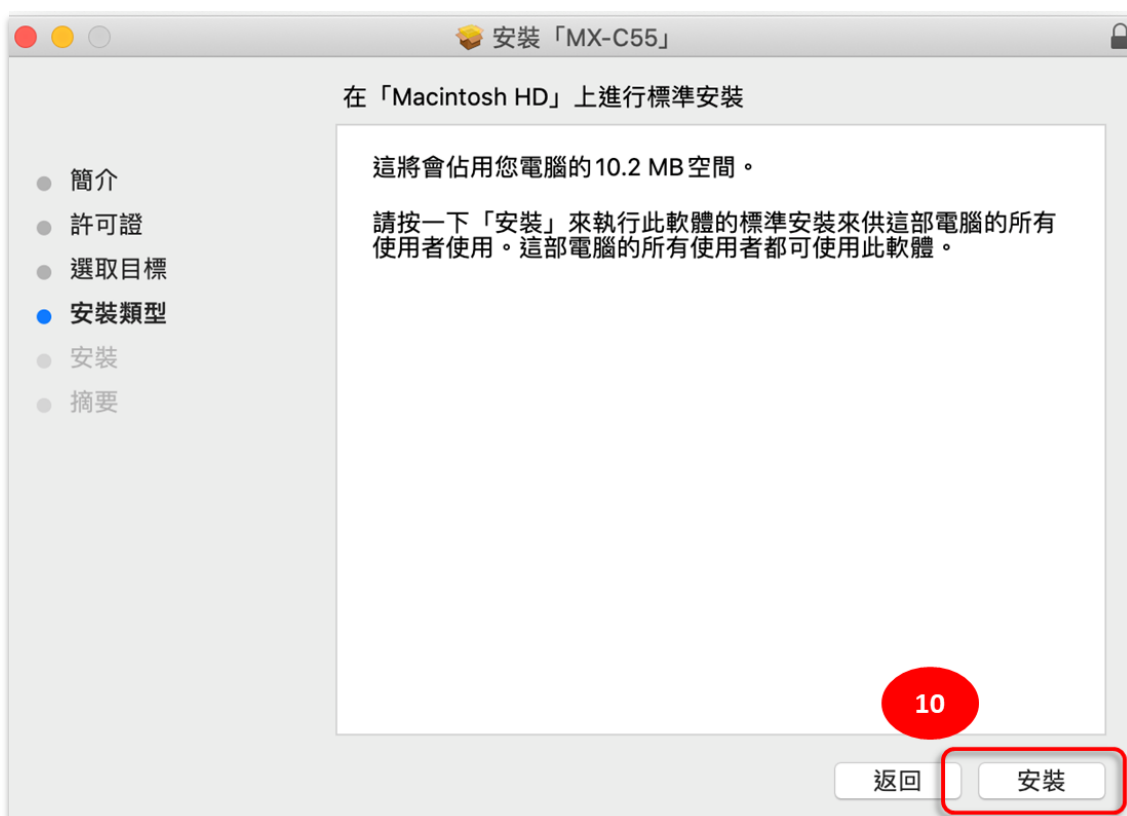 安裝「MX-C55」
在「Macintosh HD」上進行標準安裝
簡介
許可證
選取目標
安裝類型
安裝
摘要
這將會佔用您電腦的10.2 MB空間。
請按一下「安裝」來執行此軟體的標準安裝來供這部電腦的所有
使用者使用。這部電腦的所有使用者都可使用此軟體。
10
返回
安裝